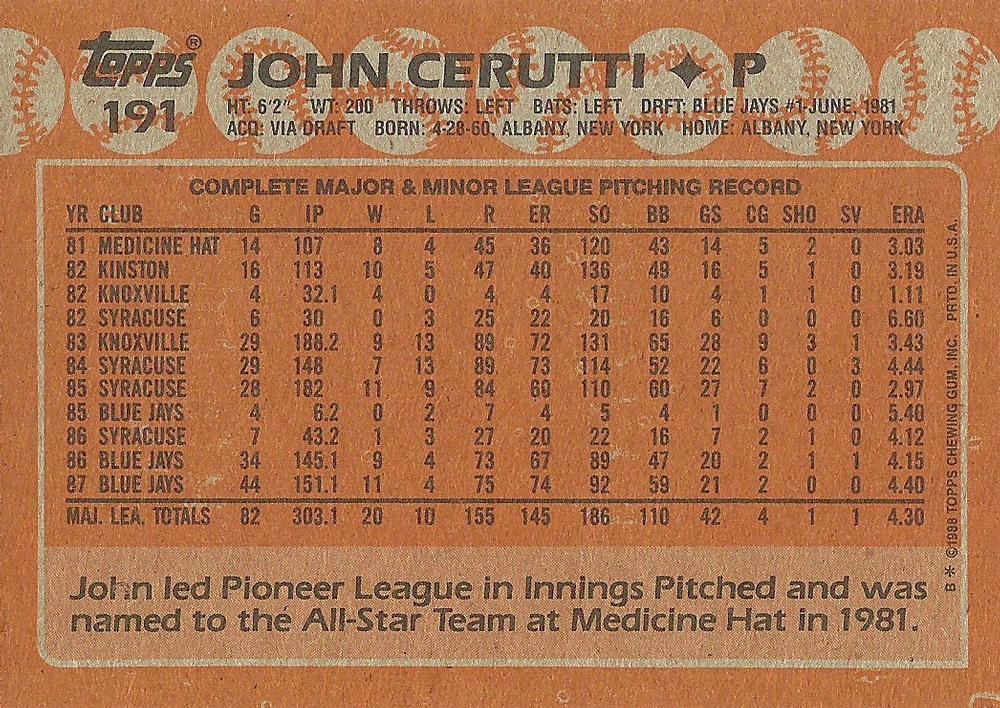 topps® JOHN CERUTTI ✦ P
191
HT: 6'2" WT: 200 THROWS: LEFT BATS: LEFT DRFT: BLUE JAYS #1-JUNE, 1981
ACQ: VIA DRAFT BORN: 4-28-60, ALBANY, NEW YORK HOME: ALBANY, NEW YORK
COMPLETE MAJOR & MINOR LEAGUE PITCHING RECORD
YR CLUB G IP W L R ER SO BB GS CG SHO SV ERA
81 MEDICINE HAT 14 107 8 4 45 36 120 43 14 5 2 0 3.03
82 KINSTON 16 113 10 5 47 40 136 49 16 5 1 0 3.19
82 KNOXVILLE 4 32.1 4 0 4 4 17 10 4 1 1 0 1.11
82 SYRACUSE 6 30 0 3 25 22 20 16 6 0 0 0 6.60
83 KNOXVILLE 29 188.2 9 13 89 72 131 65 28 9 3 1 3.43
84 SYRACUSE 29 148 7 13 89 73 114 52 22 6 0 3 4.44
85 SYRACUSE 28 182 11 9 84 60 110 60 27 7 2 0 2.97
85 BLUE JAYS 4 6.2 0 2 7 4 5 4 1 0 0 0 5.40
86 SYRACUSE 7 43.2 1 3 27 20 22 16 7 2 1 0 4.12
86 BLUE JAYS 34 145.1 9 4 73 67 89 47 20 2 1 1 4.15
87 BLUE JAYS 44 151.1 11 4 75 74 92 59 21 2 0 0 4.40
MAJ. LEA. TOTALS 82 303.1 20 10 155 145 186 110 42 4 1 1 4.30
John led Pioneer League in Innings Pitched and was
named to the All-Star Team at Medicine Hat in 1981.
B* ©1988 TOPPS CHEWING GUM, INC. PRTD. IN U.S.A.